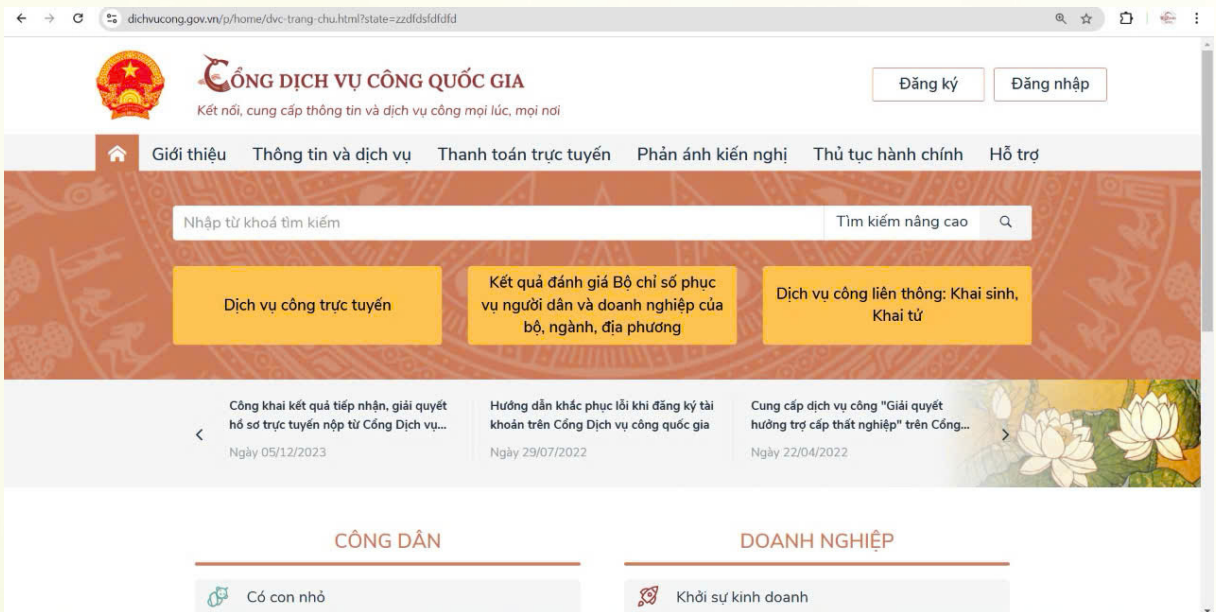 dichvucong.gov.vn/p/home/dvc-trang-chu.html?state=zzdfdsfdfdfd
CỔNG DỊCH VỤ CÔNG QUỐC GIA
Kết nối, cung cấp thông tin và dịch vụ công mọi lúc, mọi nơi
Đăng ký Đăng nhập
Giới thiệu Thông tin và dịch vụ Thanh toán trực tuyến Phản ánh kiến nghị Thủ tục hành chính Hỗ trợ
Nhập từ khoá tìm kiếm Tìm kiếm nâng cao
Dịch vụ công trực tuyến
Kết quả đánh giá Bộ chỉ số phục
vụ người dân và doanh nghiệp của
bộ, ngành, địa phương
Dịch vụ công liên thông: Khai sinh,
Khai tử
Công khai kết quả tiếp nhận, giải quyết
hồ sơ trực tuyến nộp từ Cổng Dịch vụ...
Ngày 05/12/2023
Hướng dẫn khắc phục lỗi khi đăng ký tài
khoản trên Cổng Dịch vụ công quốc gia
Ngày 29/07/2022
Cung cấp dịch vụ công "Giải quyết
hưởng trợ cấp thất nghiệp" trên Cổng...
Ngày 22/04/2022
CÔNG DÂN
Có con nhỏ
DOANH NGHIỆP
Khởi sự kinh doanh